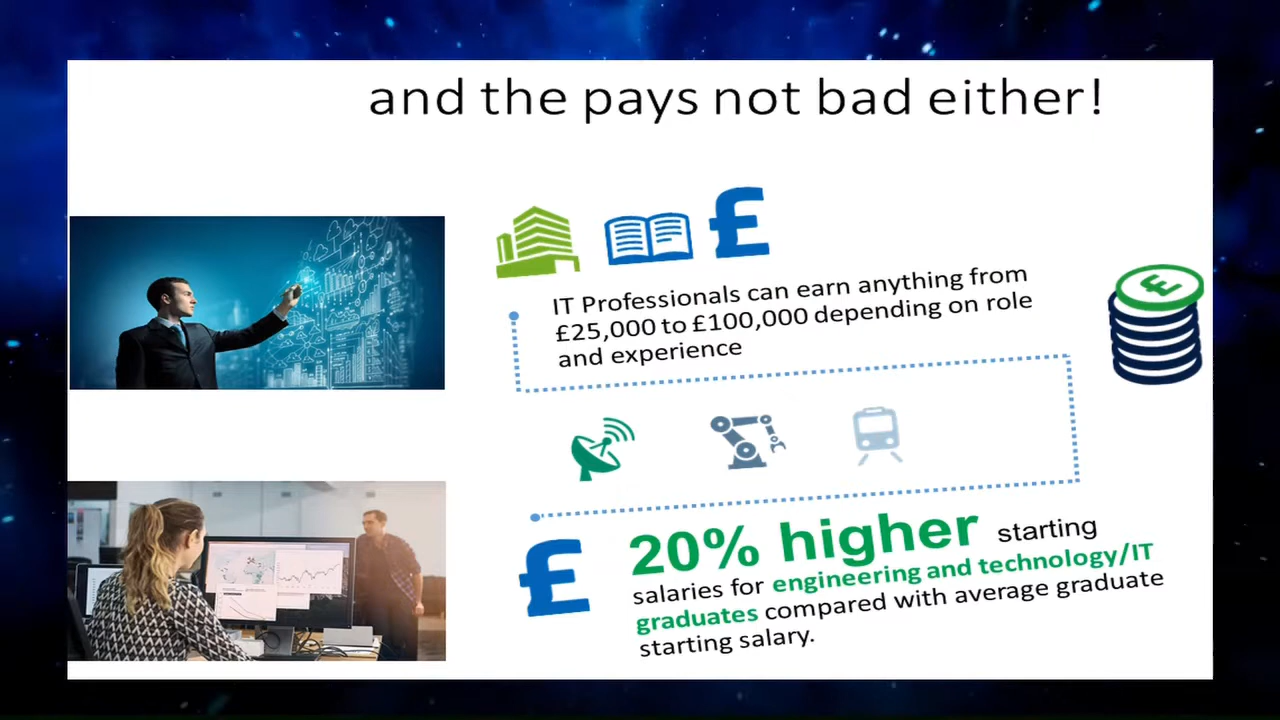 and the pays not bad either!
£
IT Professionals can earn anything from
£25,000 to £100,000 depending on role
and experience
£
£
20% higher starting
salaries for engineering and technology/IT
graduates compared with average graduate
starting salary.